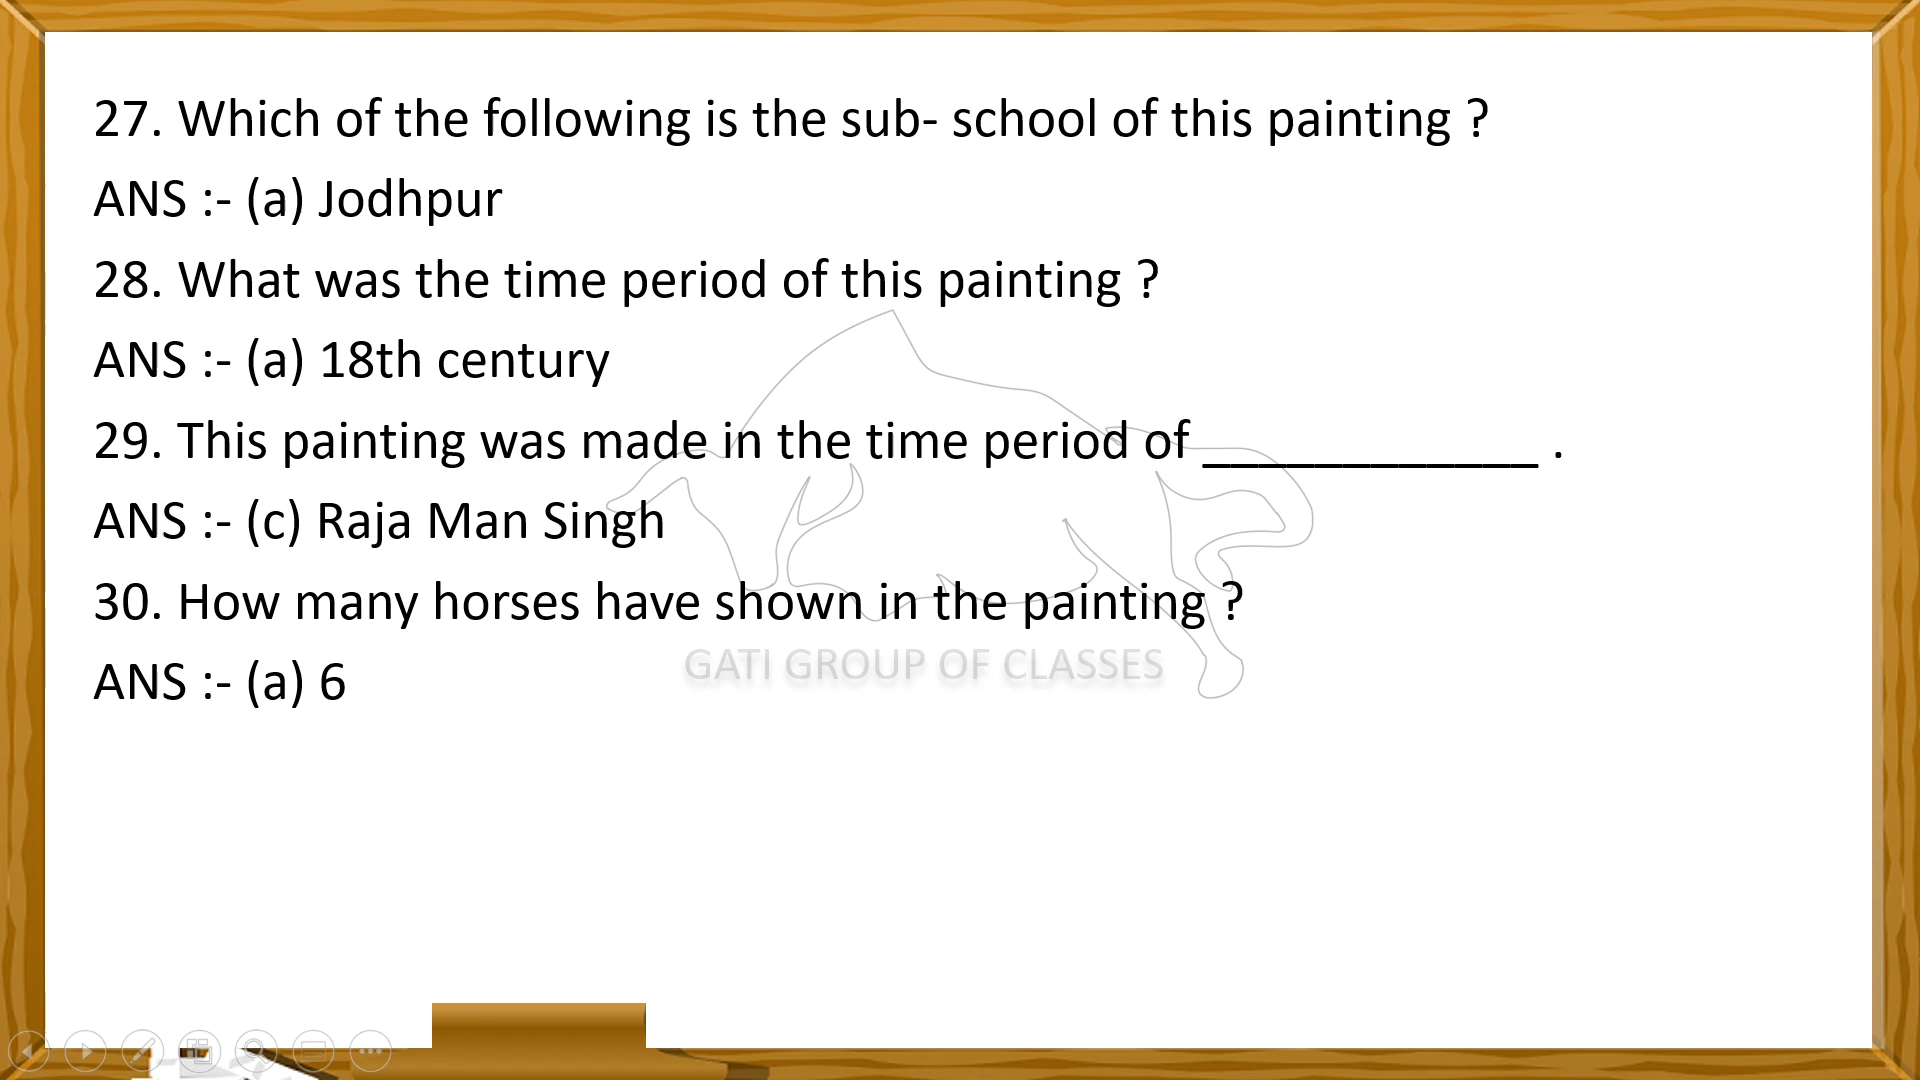 27. Which of the following is the sub- school of this painting ?
ANS :- (a) Jodhpur
28. What was the time period of this painting ?
ANS :- (a) 18th century
29. This painting was made in the time period of ____________ .
ANS :- (c) Raja Man Singh
30. How many horses have shown in the painting ?
GATI GROUP OF CLASSES
ANS :- (a) 6